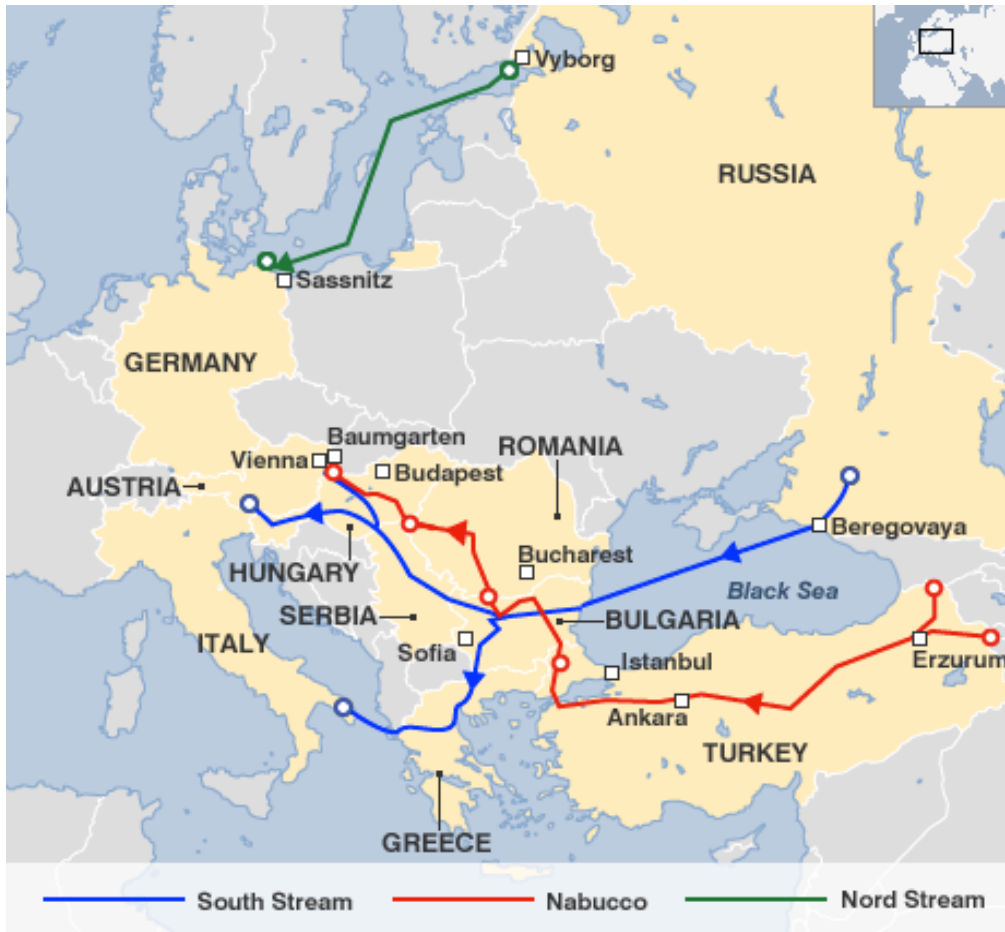 Vyborg
RUSSIA
Sassnitz
GERMANY
Baumgarten
ROMANIA
Vienna
Budapest
AUSTRIA
Beregovaya
Bucharest
HUNGARY
Black Sea
SERBIA
BULGARIA
ITALY
Sofia
Istanbul
Erzurum
Ankara
TURKEY
GREECE
South Stream
Nabucco
Nord Stream